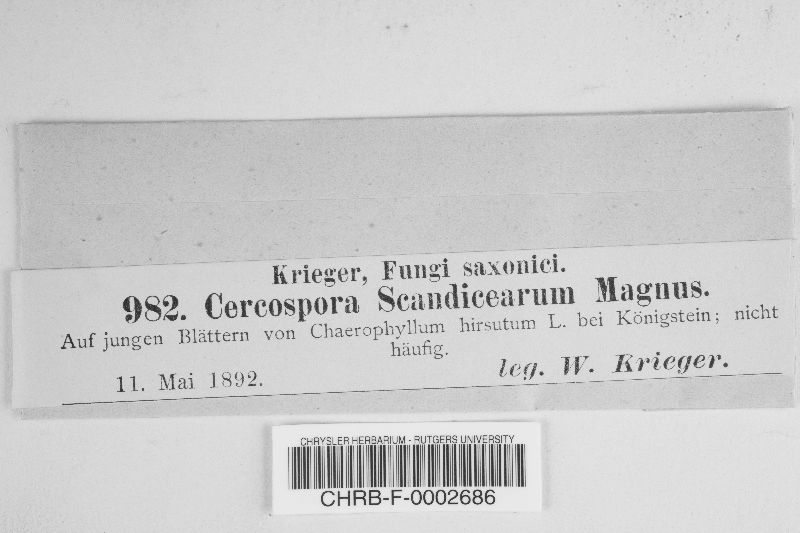 Krieger, Fungi saxonici.
982. Cercospora Scandicearum Magnus.
Auf jungen Blättern von Chaerophyllum hirsutum L. bei Königstein; nicht
häufig.
11. Mai 1892.
leg. W. Krieger.
CHRYSLER HERBARIUM - RUTGERS UNIVERSITY
CHRB-F-0002686